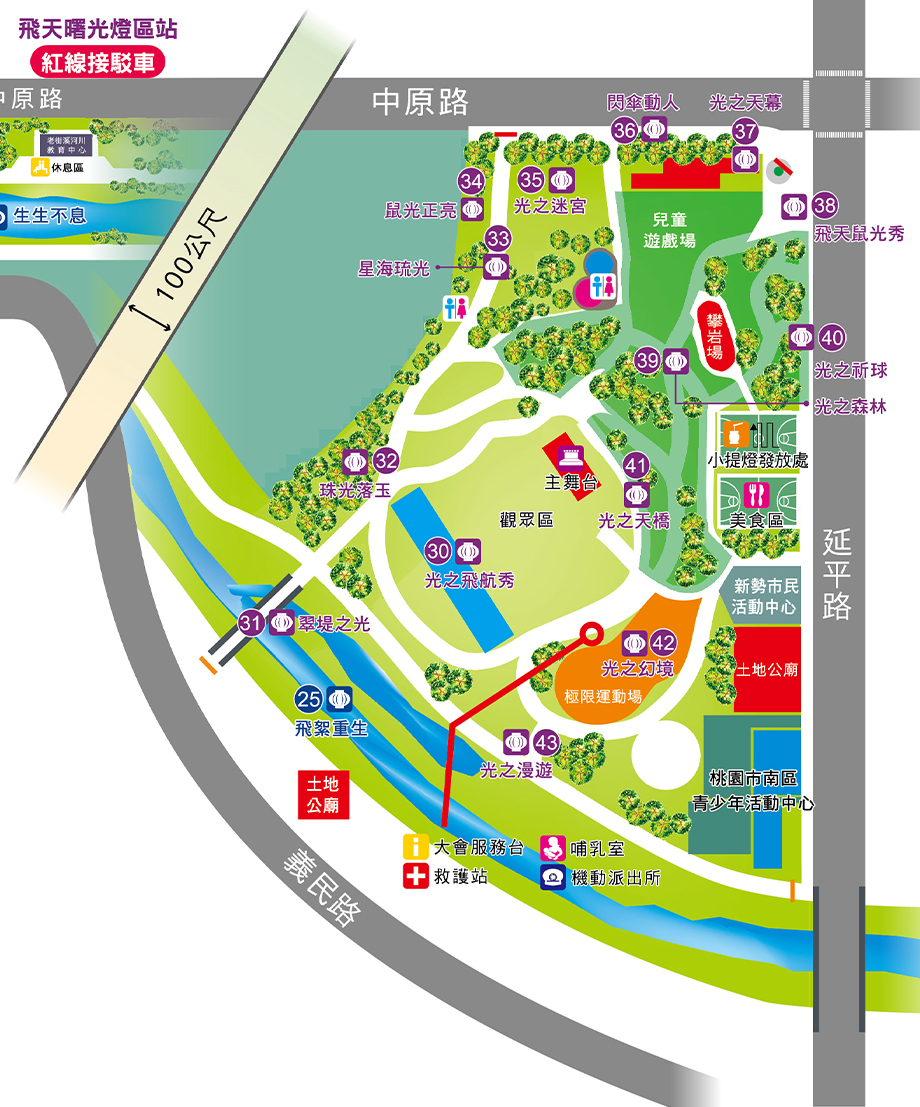 飛天曙光燈區站
紅線接駁車
中原路
中原路
老街溪河川
教育中心
休息區
生生不息
100公尺
閃傘動人
36
光之天幕
37
34
鼠光正亮
35
光之迷宮
兒童
遊戲場
38
飛天鼠光秀
33
星海琉光
攀岩場
39
40
光之祈球
光之森林
小提燈發放處
32
珠光落玉
主舞台
41
光之天橋
觀眾區
美食區
延平路
30
光之飛航秀
新勢市民
活動中心
31
翠堤之光
42
光之幻境
土地公廟
極限運動場
25
飛絮重生
43
光之漫遊
土地
公廟
桃園市南區
青少年活動中心
i
大會服務台
哺乳室
救護站
機動派出所
義民路